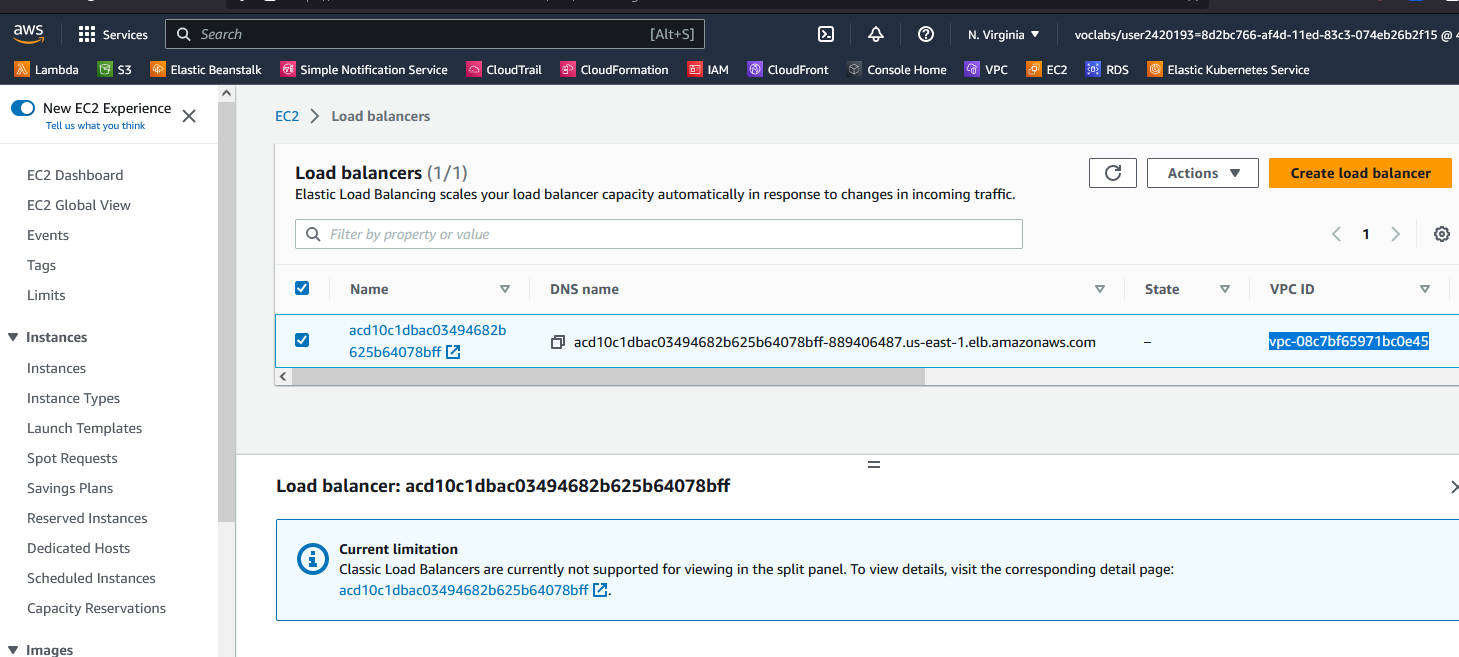 aws
Services
Search [Alt+S]
N. Virginia
voclabs/user2420193=8d2bc766-af4d-11ed-83c3-074eb26b2f15 @
Lambda S3 Elastic Beanstalk Simple Notification Service CloudTrail CloudFormation IAM CloudFront Console Home VPC EC2 RDS Elastic Kubernetes Service
New EC2 Experience
Tell us what you think
EC2 Dashboard
EC2 Global View
Events
Tags
Limits
Instances
Instances
Instance Types
Launch Templates
Spot Requests
Savings Plans
Reserved Instances
Dedicated Hosts
Scheduled Instances
Capacity Reservations
Images
EC2 Load balancers
Load balancers (1/1)
Elastic Load Balancing scales your load balancer capacity automatically in response to changes in incoming traffic.
Actions
Create load balancer
Filter by property or value
1
Name DNS name State VPC ID
acd10c1dbac03494682b
625b64078bff
acd10c1dbac03494682b625b64078bff-889406487.us-east-1.elb.amazonaws.com
–
vpc-08c7bf65971bc0e45
Load balancer: acd10c1dbac03494682b625b64078bff
Current limitation
Classic Load Balancers are currently not supported for viewing in the split panel. To view details, visit the corresponding detail page:
acd10c1dbac03494682b625b64078bff.